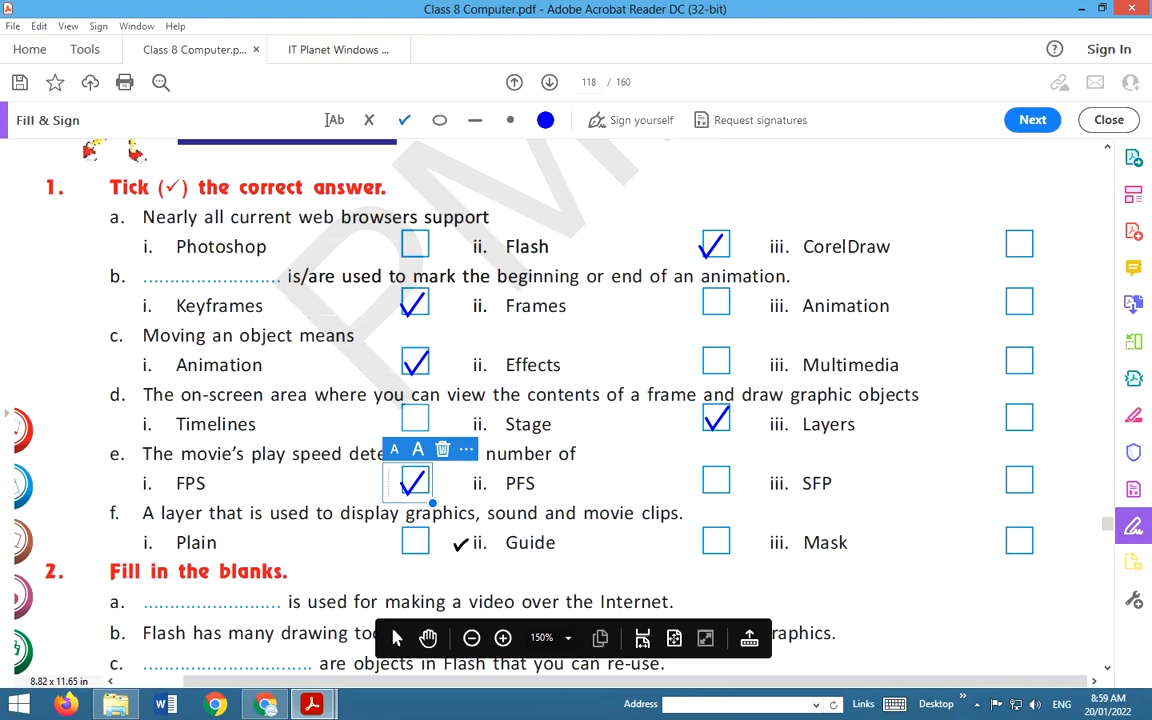 Class 8 Computer.pdf - Adobe Acrobat Reader DC (32-bit)
File Edit View Sign Window Help
Home Tools Class 8 Computer.p... × IT Planet Windows ... Sign In
118 / 160
Fill & Sign Ab Sign yourself Request signatures Next Close
1. Tick (✓) the correct answer.
a. Nearly all current web browsers support
i. Photoshop ii. Flash iii. CorelDraw
b. .......................... is/are used to mark the beginning or end of an animation.
i. Keyframes ii. Frames iii. Animation
c. Moving an object means
i. Animation ii. Effects iii. Multimedia
d. The on-screen area where you can view the contents of a frame and draw graphic objects
i. Timelines ii. Stage iii. Layers
A A ...
e. The movie's play speed dete number of
i. FPS ii. PFS iii. SFP
f. A layer that is used to display graphics, sound and movie clips.
i. Plain ii. Guide iii. Mask
2. Fill in the blanks.
a. .......................... is used for making a video over the Internet.
b. Flash has many drawing too raphics.
150%
c. ................................ are objects in Flash that you can re-use.
8.82 x 11.65 in
Address Links Desktop ENG 8:59 AM
20/01/2022